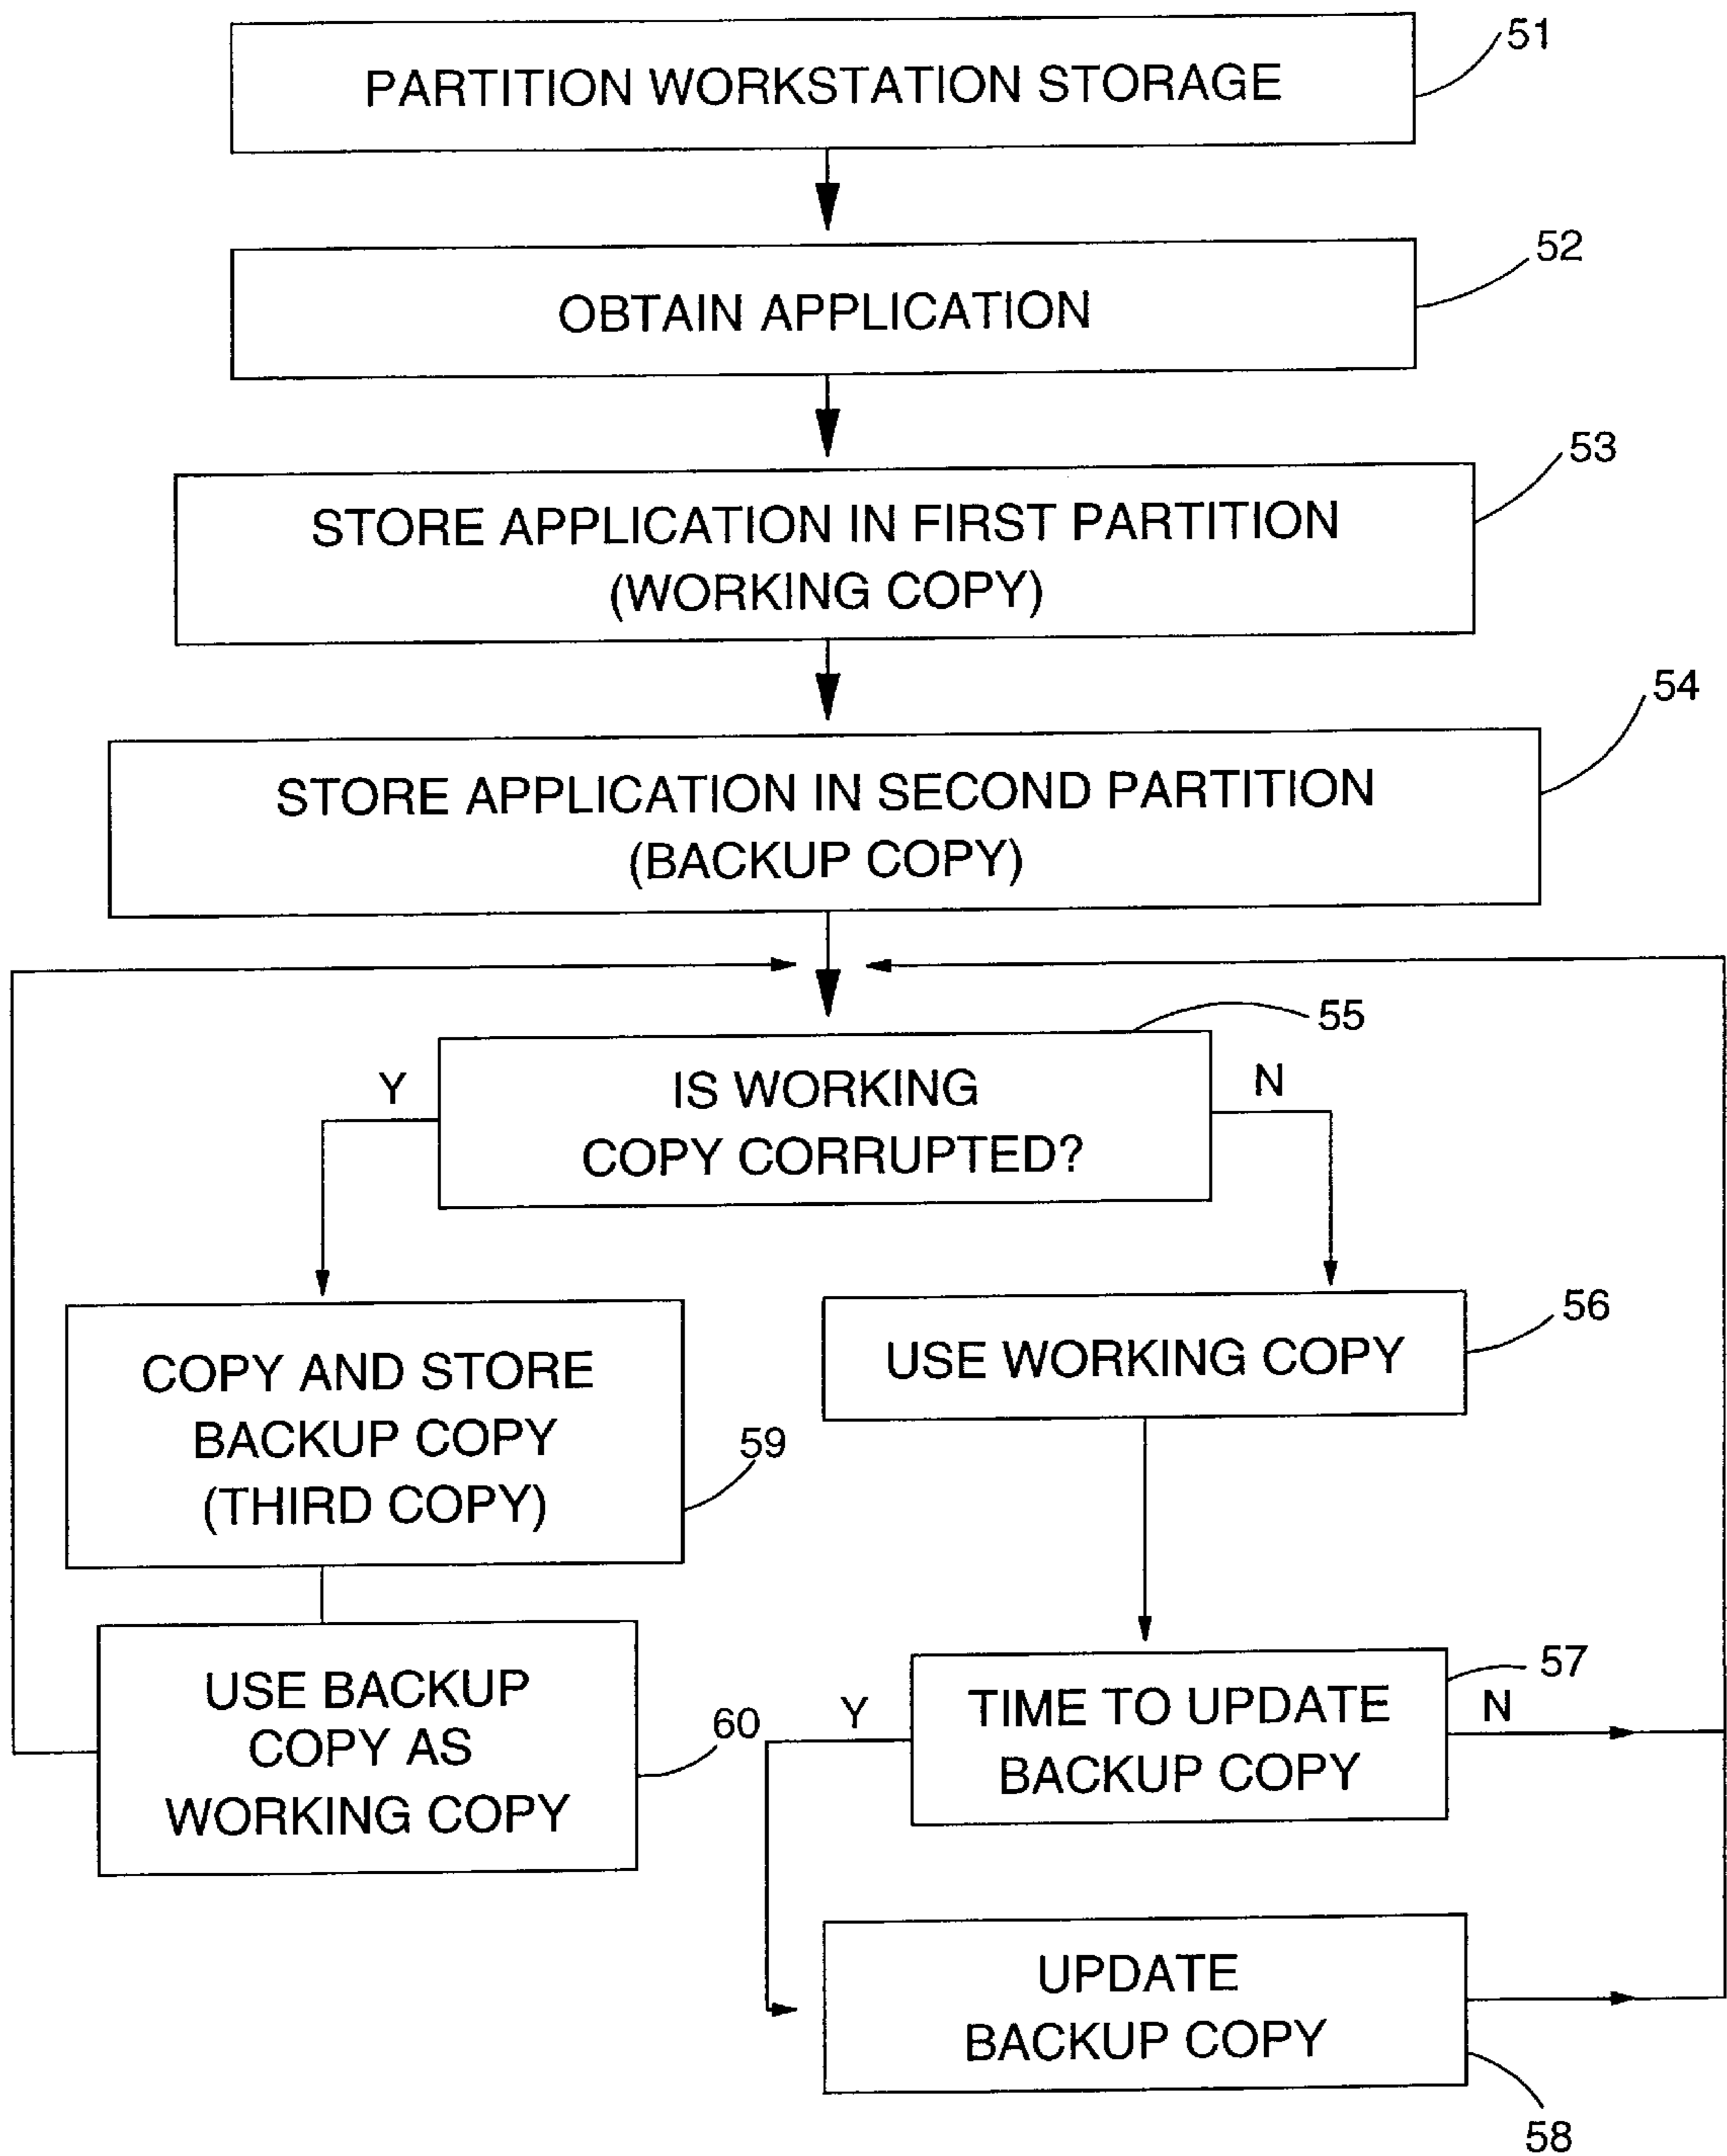 PARTITION WORKSTATION STORAGE
51
OBTAIN APPLICATION
52
STORE APPLICATION IN FIRST PARTITION
(WORKING COPY)
53
STORE APPLICATION IN SECOND PARTITION
(BACKUP COPY)
54
55
IS WORKING
COPY CORRUPTED?
Y
N
COPY AND STORE
BACKUP COPY
(THIRD COPY)
59
USE WORKING COPY
56
USE BACKUP
COPY AS
WORKING COPY
60
TIME TO UPDATE
BACKUP COPY
57
Y
N
UPDATE
BACKUP COPY
58